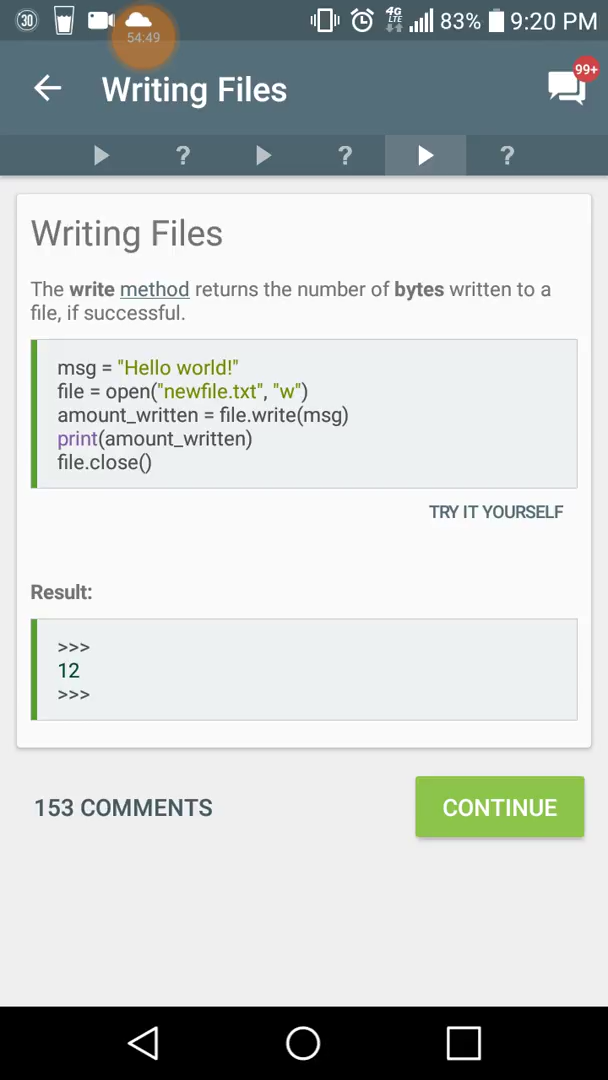 30
54:49
4G
LTE
83%
9:20 PM
Writing Files
99+
?
?
?
Writing Files
The write method returns the number of bytes written to a
file, if successful.
msg = "Hello world!"
file = open("newfile.txt", "w")
amount_written = file.write(msg)
print(amount_written)
file.close()
TRY IT YOURSELF
Result:
>>>
12
>>>
153 COMMENTS
CONTINUE